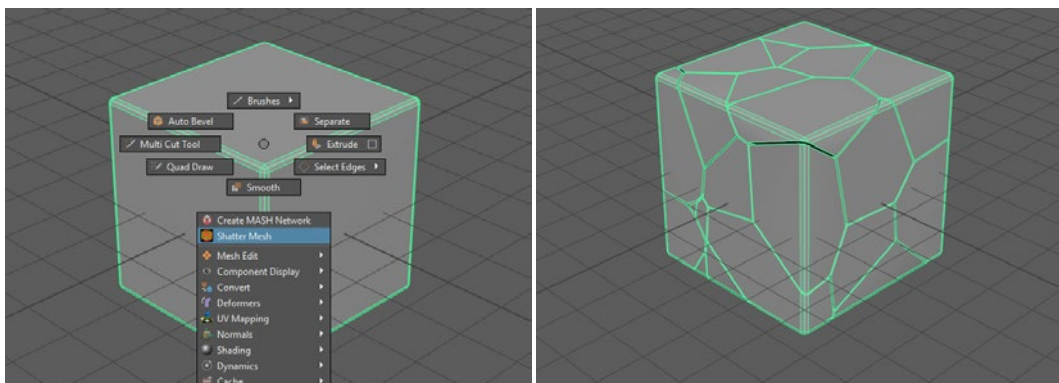 Brushes
Auto Bevel
Separate
Multi Cut Tool
Extrude
Quad Draw
Select Edges
Smooth
Create MASH Network
Shatter Mesh
Mesh Edit
Component Display
Convert
Deformers
UV Mapping
Normals
Shading
Dynamics
Cache